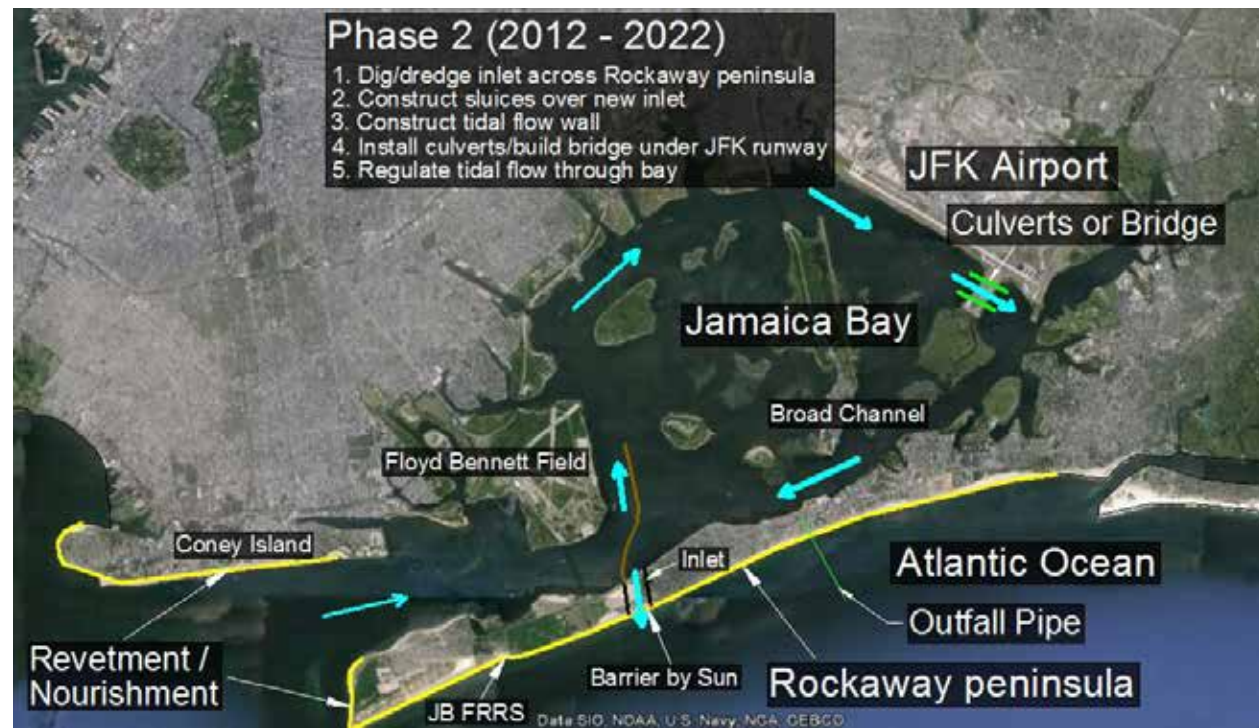 Phase 2 (2012 - 2022)
1. Dig/dredge inlet across Rockaway peninsula
2. Construct sluices over new inlet
3. Construct tidal flow wall
4. Install culverts/build bridge under JFK runway
5. Regulate tidal flow through bay
JFK Airport
Culverts or Bridge
Jamaica Bay
Broad Channel
Floyd Bennett Field
Coney Island
Inlet
Atlantic Ocean
Outfall Pipe
Revetment /
Nourishment
Barrier by Sun
Rockaway peninsula
JB FRRS
Data SIO, NOAA, U.S. Navy, NGA, GEBCO